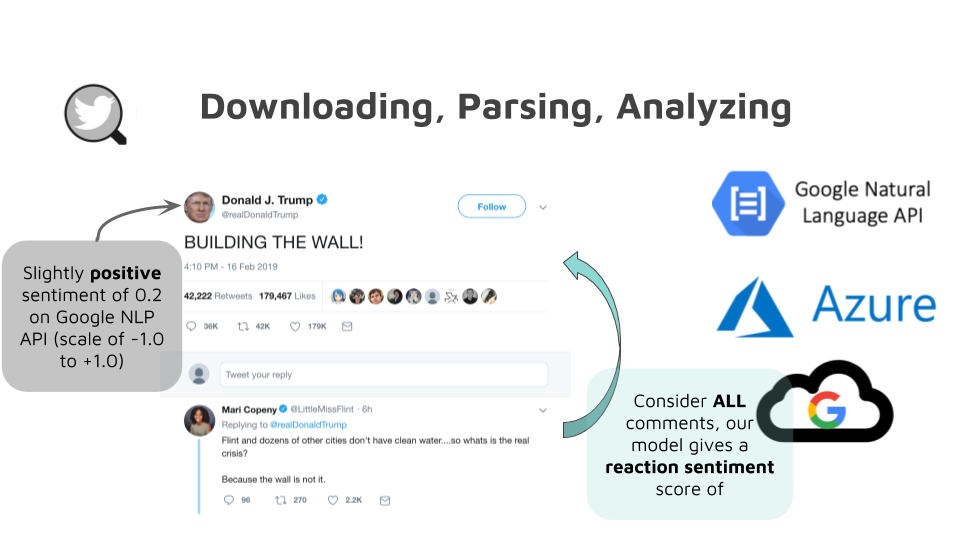 Downloading, Parsing, Analyzing
Donald J. Trump
@realDonaldTrump
Follow
BUILDING THE WALL!
4:10 PM - 16 Feb 2019
42,222 Retweets 179,467 Likes
36K 42K 179K
Tweet your reply
Mari Copeny @LittleMissFlint · 6h
Replying to @realDonaldTrump
Flint and dozens of other cities don't have clean water....so whats is the real
crisis?
Because the wall is not it.
96 270 2.2K
Slightly positive
sentiment of 0.2
on Google NLP
API (scale of -1.0
to +1.0)
Google Natural
Language API
Azure
G
Consider ALL
comments, our
model gives a
reaction sentiment
score of